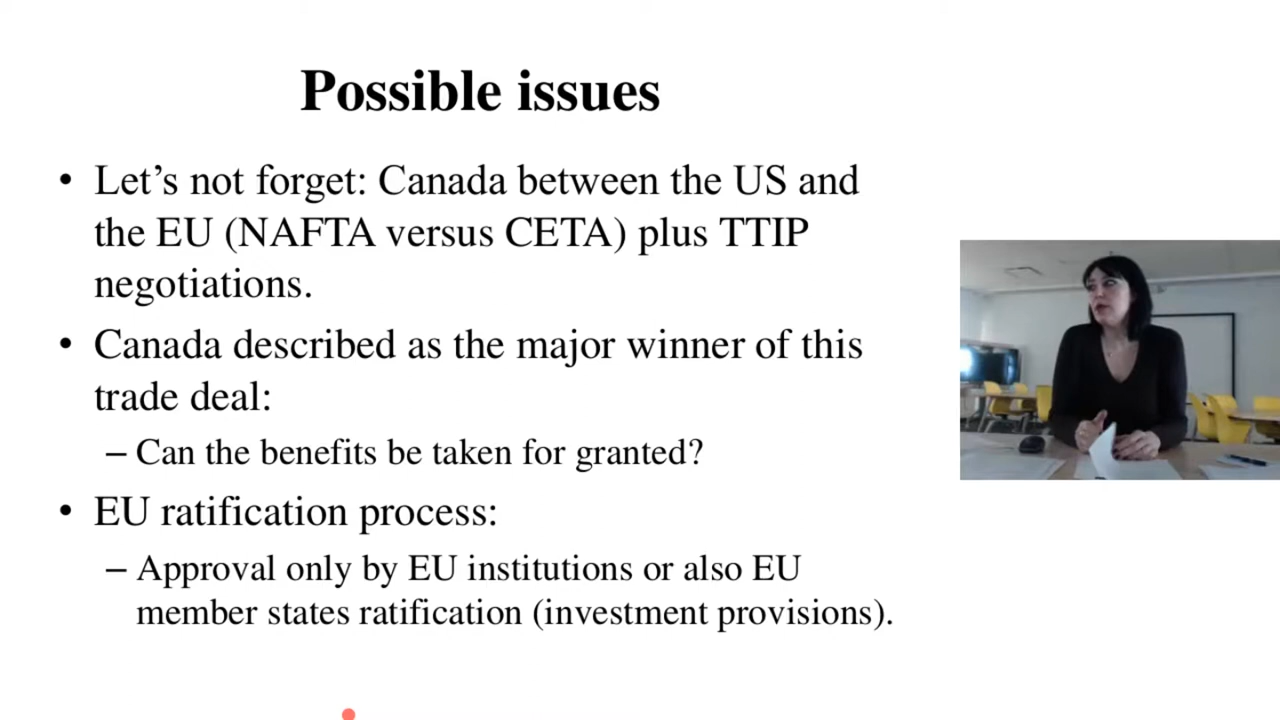 Possible issues
• Let’s not forget: Canada between the US and
the EU (NAFTA versus CETA) plus TTIP
negotiations.
• Canada described as the major winner of this
trade deal:
– Can the benefits be taken for granted?
• EU ratification process:
– Approval only by EU institutions or also EU
member states ratification (investment provisions).